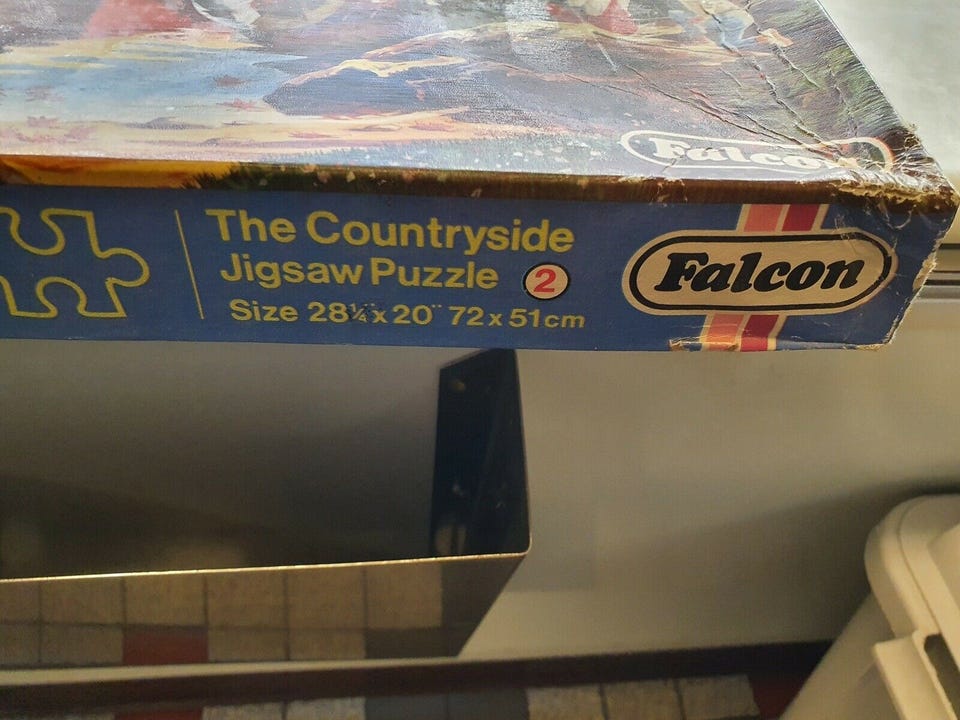 Falcon
The Countryside
Jigsaw Puzzle 2
Size 28¼x20" 72x51cm
Falcon